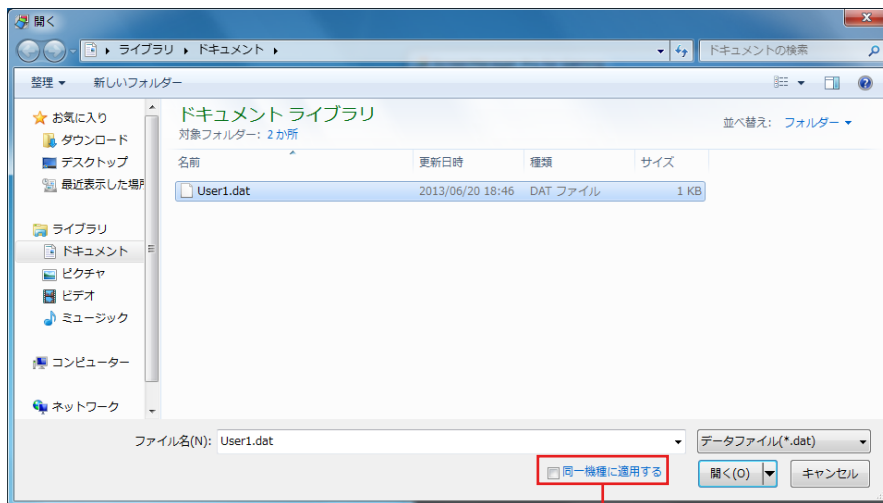 開く
ライブラリ ドキュメント
ドキュメントの検索
整理
新しいフォルダー
お気に入り
ダウンロード
デスクトップ
最近表示した場所
ライブラリ
ドキュメント
ピクチャ
ビデオ
ミュージック
コンピューター
ネットワーク
ドキュメント ライブラリ
対象フォルダー: 2か所
並べ替え: フォルダー
名前 更新日時 種類 サイズ
User1.dat 2013/06/20 18:46 DAT ファイル 1 KB
ファイル名(N): User1.dat
データファイル(*.dat)
同一機種に適用する
開く(O)
キャンセル